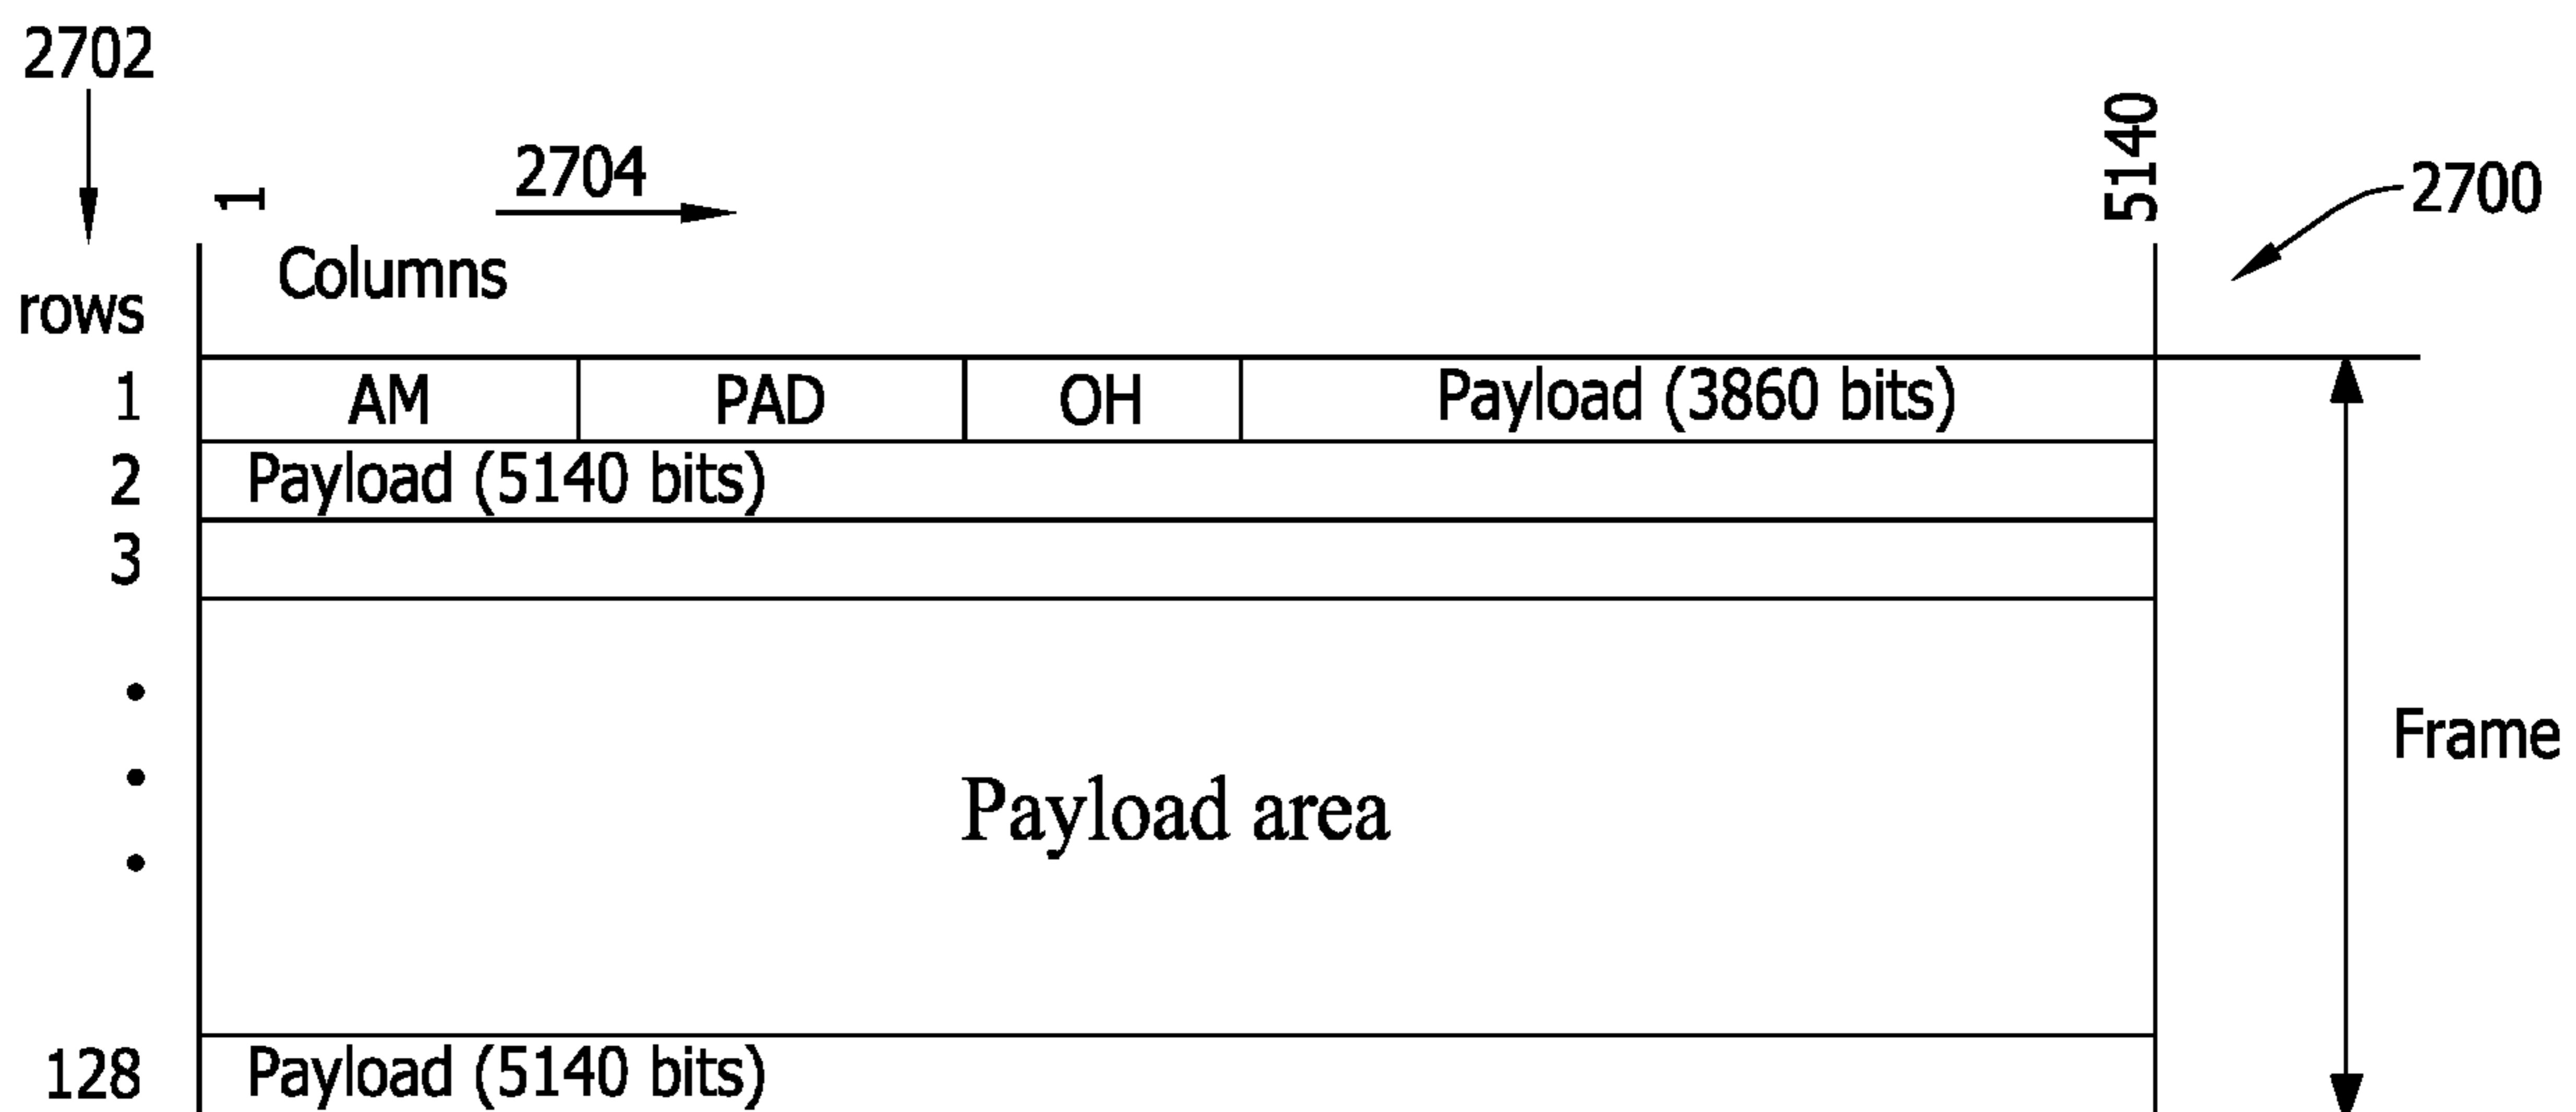 2702
1
2704
5140
2700
Columns
rows
1
AM
PAD
OH
Payload (3860 bits)
2
Payload (5140 bits)
3
Payload area
Frame
128
Payload (5140 bits)